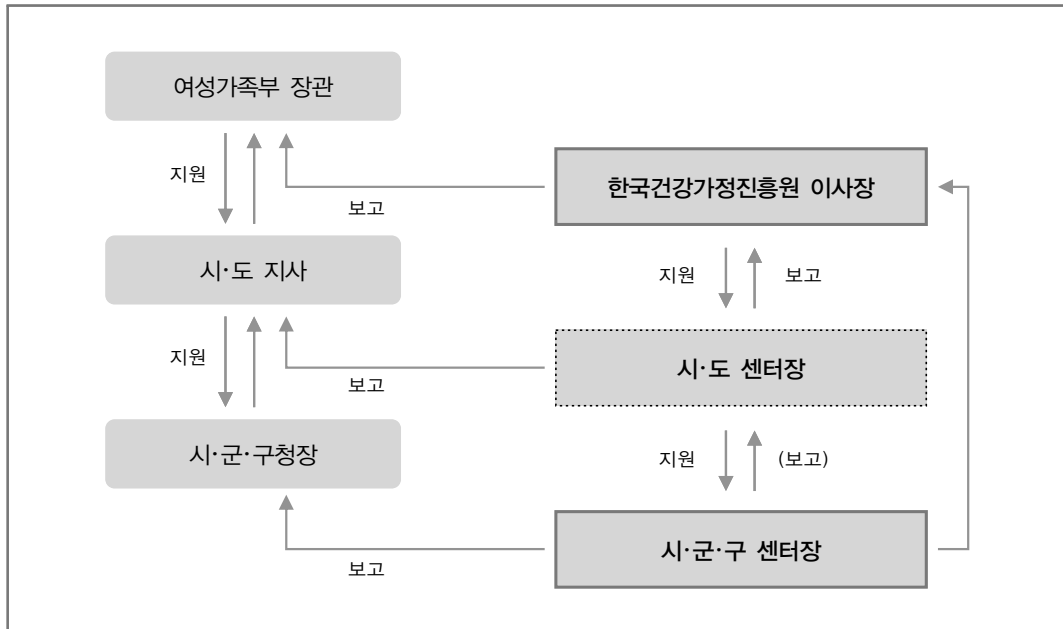 여성가족부 장관
지원
보고
한국건강가정진흥원 이사장
시·도 지사
지원
보고
지원
보고
시·도 센터장
시·군·구청장
지원
(보고)
보고
시·군·구 센터장